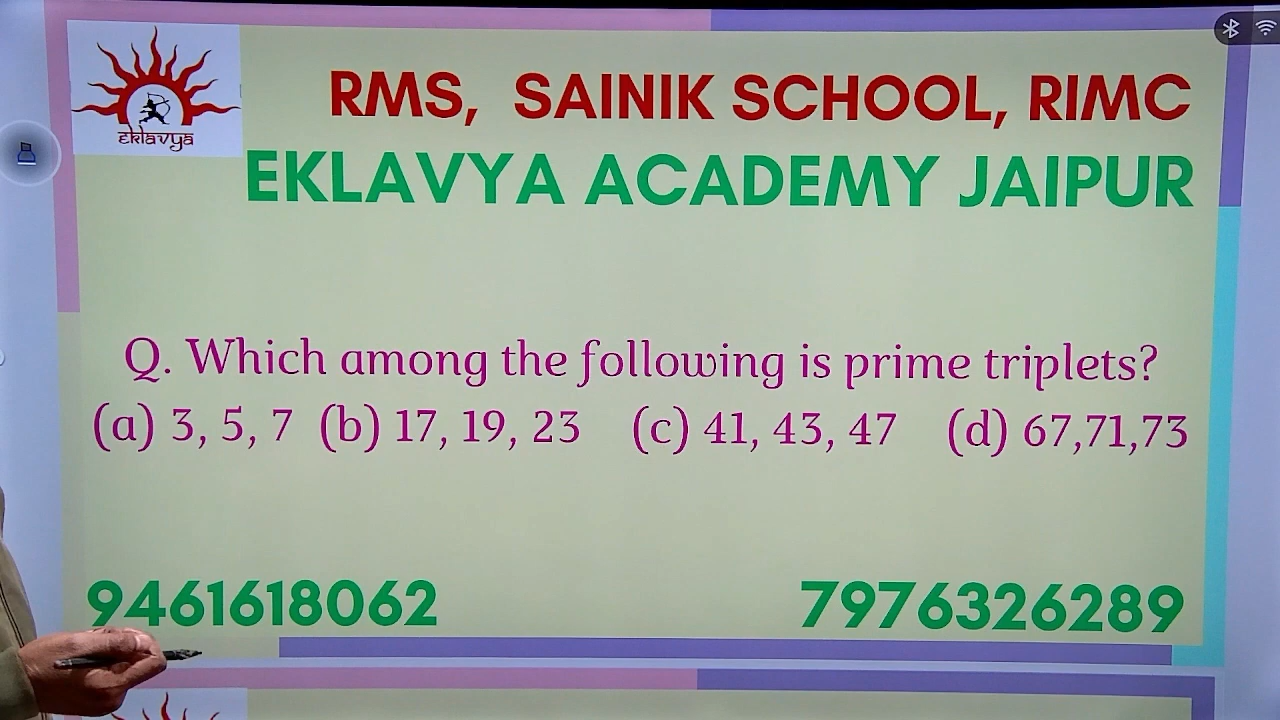 eklavya
RMS, SAINIK SCHOOL, RIMC
EKLAVYA ACADEMY JAIPUR
Q. Which among the following is prime triplets?
(a) 3, 5, 7 (b) 17, 19, 23 (c) 41, 43, 47 (d) 67,71,73
9461618062 7976326289